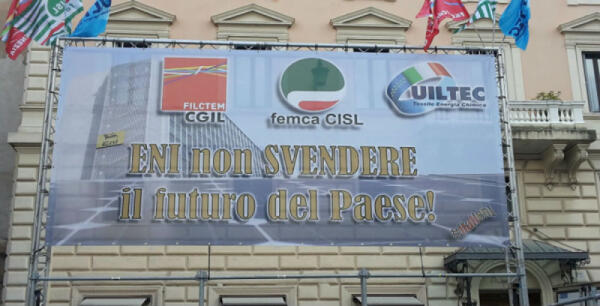 FILCTEM
CGIL
femca CISL
UILTEC
Tessile Energia Chimica
ENI non SVENDERE
il futuro del Paese!